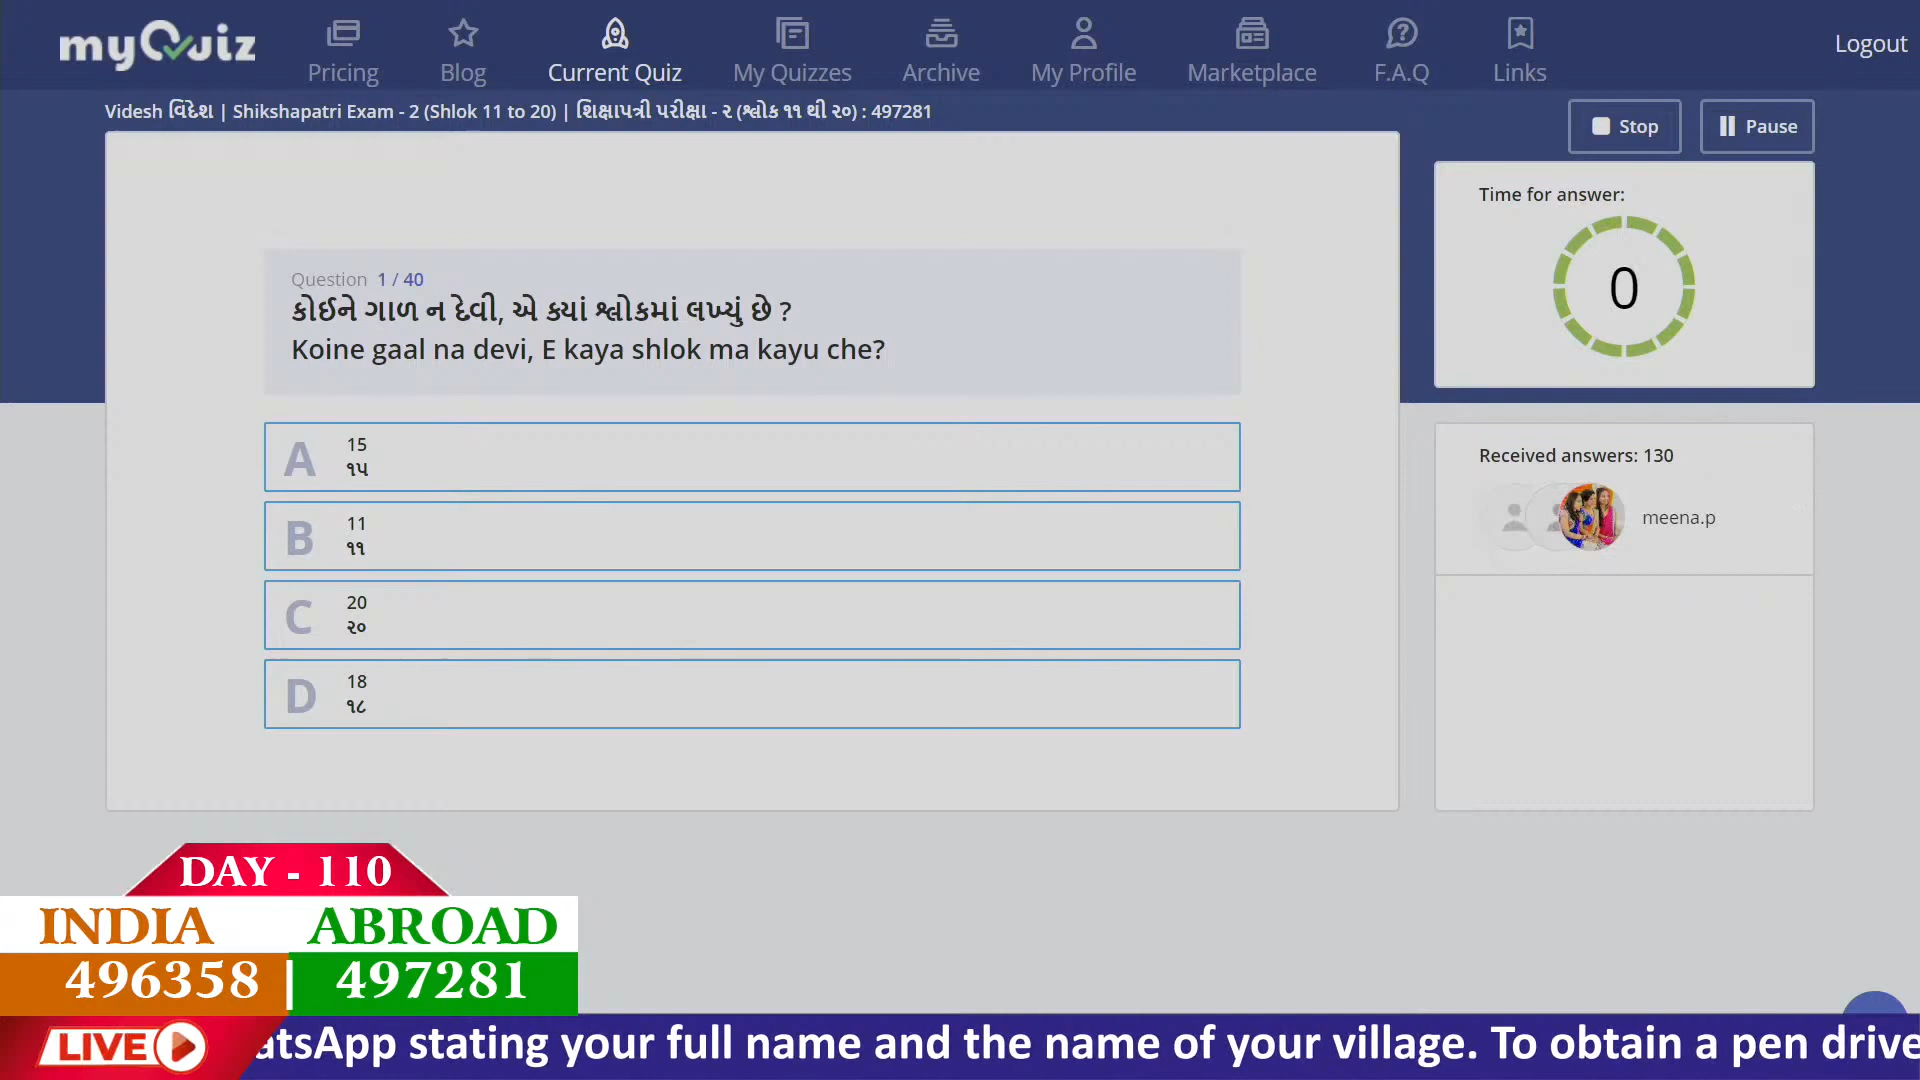 myQuiz
Pricing
Blog
Current Quiz
My Quizzes
Archive
My Profile
Marketplace
F.A.Q
Links
Logout
Videsh વિદેશ | Shikshapatri Exam - 2 (Shlok 11 to 20) | શિક્ષાપત્રી પરીક્ષા - ૨ (શ્લોક ૧૧ થી ૨૦) : 497281
Stop
Pause
Time for answer:
0
Question 1 / 40
કોઈને ગાળ ન દેવી, એ ક્યાં શ્લોકમાં લખ્યું છે ?
Koine gaal na devi, E kaya shlok ma kayu che?
A
15
૧૫
B
11
૧૧
C
20
૨૦
D
18
૧૮
Received answers: 130
meena.p
DAY - 110
INDIA ABROAD
496358 | 497281
LIVE
atsApp stating your full name and the name of your village. To obtain a pen drive